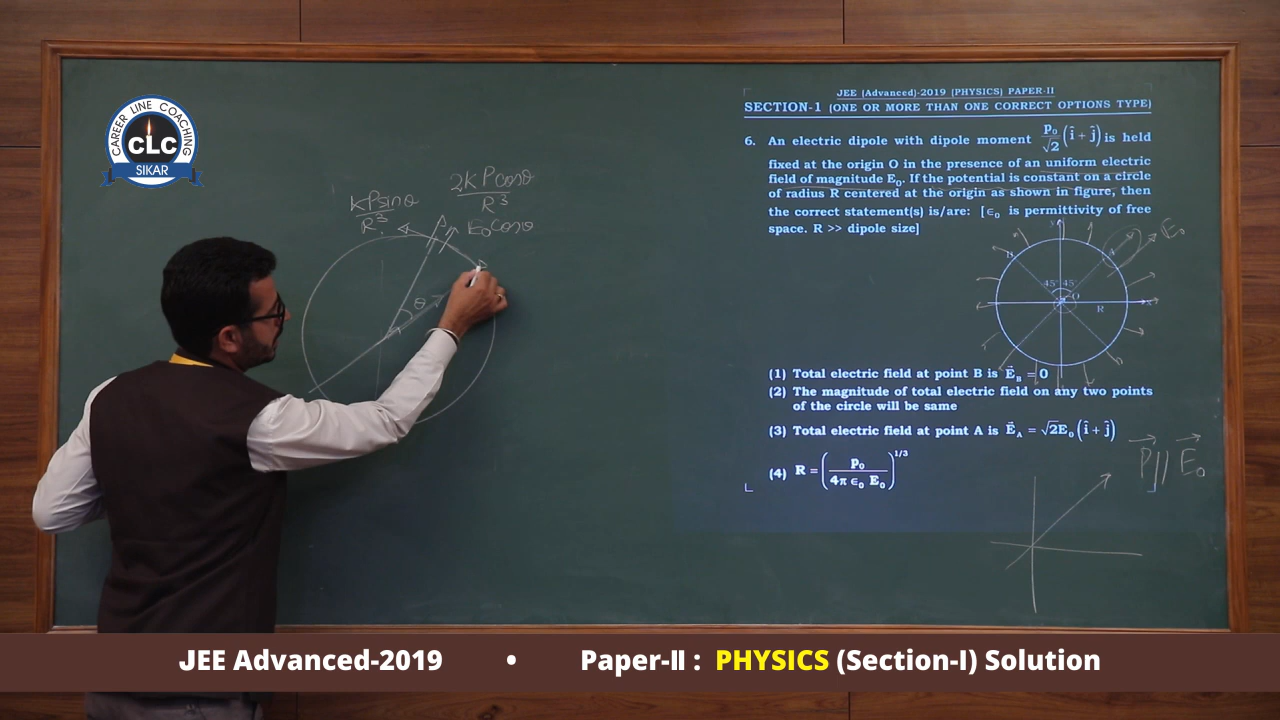 CAREER LINE COACHING
CLC
SIKAR
JEE (Advanced)-2019 (PHYSICS) PAPER-II
SECTION-1 (ONE OR MORE THAN ONE CORRECT OPTIONS TYPE)
6. An electric dipole with dipole moment p₀/√2 (î + ĵ) is held
fixed at the origin O in the presence of an uniform electric
field of magnitude E₀. If the potential is constant on a circle
of radius R centered at the origin as shown in figure, then
the correct statement(s) is/are: [ϵ₀ is permittivity of free
space. R >> dipole size]
y
E₀
B
A
45° 45°
O
x
R
(1) Total electric field at point B is E⃗_B = 0
(2) The magnitude of total electric field on any two points
of the circle will be same
(3) Total electric field at point A is E⃗_A = √2E₀(î + ĵ)
(4) R = (p₀/4π ϵ₀ E₀)^1/3
P⃗ || E⃗₀
KPsinθ/R³
2KPcosθ/R³
E₀cosθ
θ
JEE Advanced-2019 • Paper-II : PHYSICS (Section-I) Solution